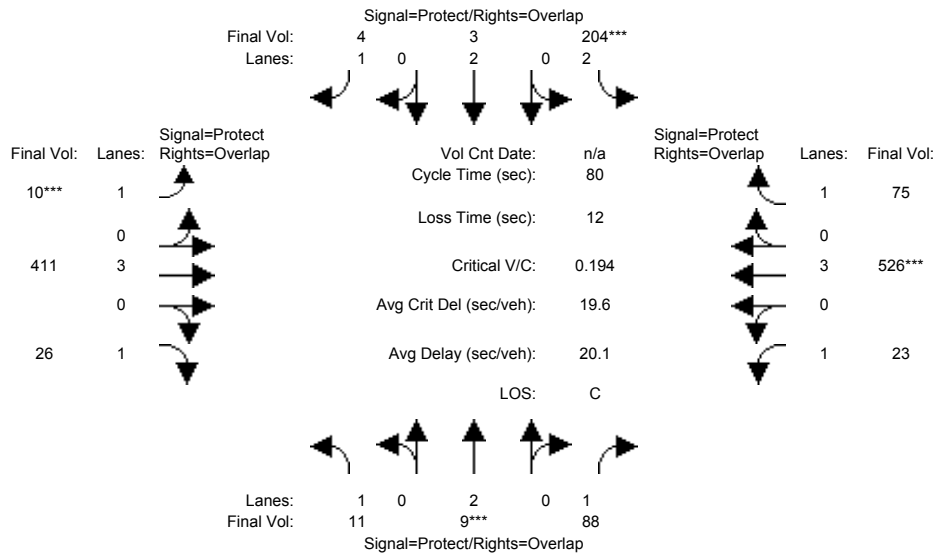 Signal=Protect/Rights=Overlap
Final Vol: 4 3 204***
Lanes: 1 0 2 0 2
Signal=Protect Signal=Protect
Final Vol: Lanes: Rights=Overlap Vol Cnt Date: n/a Rights=Overlap Lanes: Final Vol:
Cycle Time (sec): 80
10*** 1 1 75
Loss Time (sec): 12
0 0
411 3 Critical V/C: 0.194 3 526***
0 Avg Crit Del (sec/veh): 19.6 0
26 1 Avg Delay (sec/veh): 20.1 1 23
LOS: C
Lanes: 1 0 2 0 1
Final Vol: 11 9*** 88
Signal=Protect/Rights=Overlap